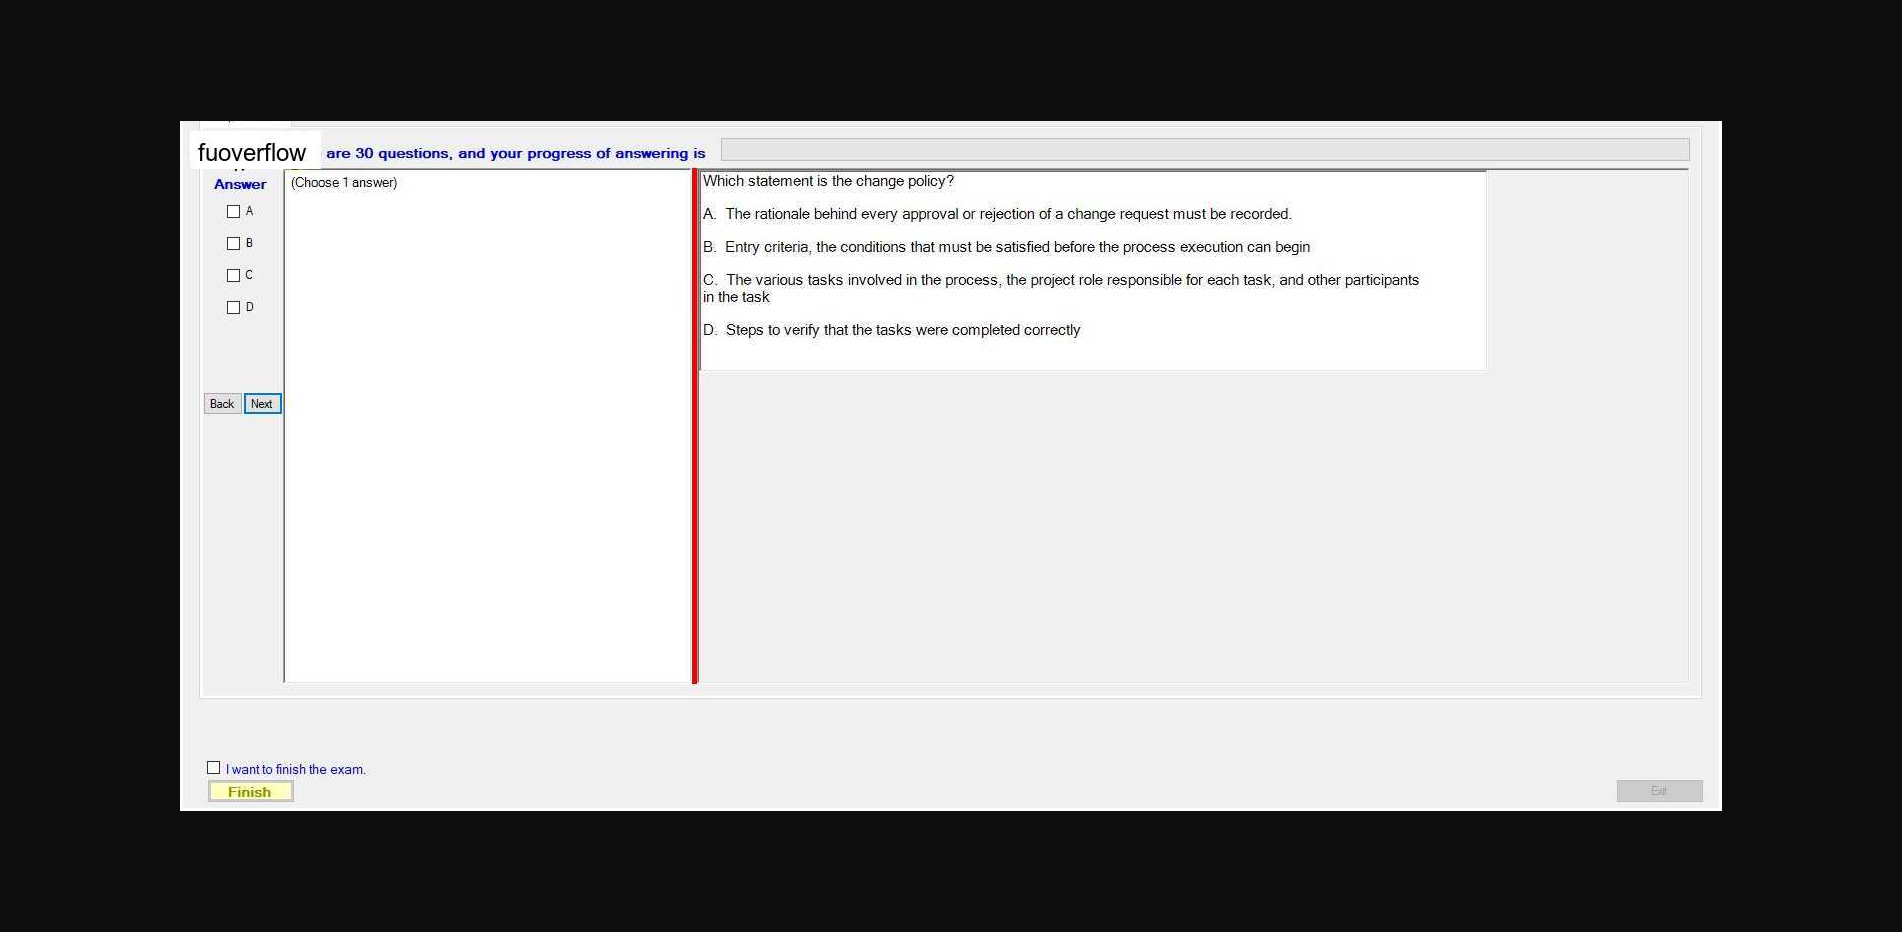 fuoverflow are 30 questions, and your progress of answering is
Answer
(Choose 1 answer)
A
B
C
D
Back Next
Which statement is the change policy?
A. The rationale behind every approval or rejection of a change request must be recorded.
B. Entry criteria, the conditions that must be satisfied before the process execution can begin
C. The various tasks involved in the process, the project role responsible for each task, and other participants
in the task
D. Steps to verify that the tasks were completed correctly
I want to finish the exam.
Finish
Exit